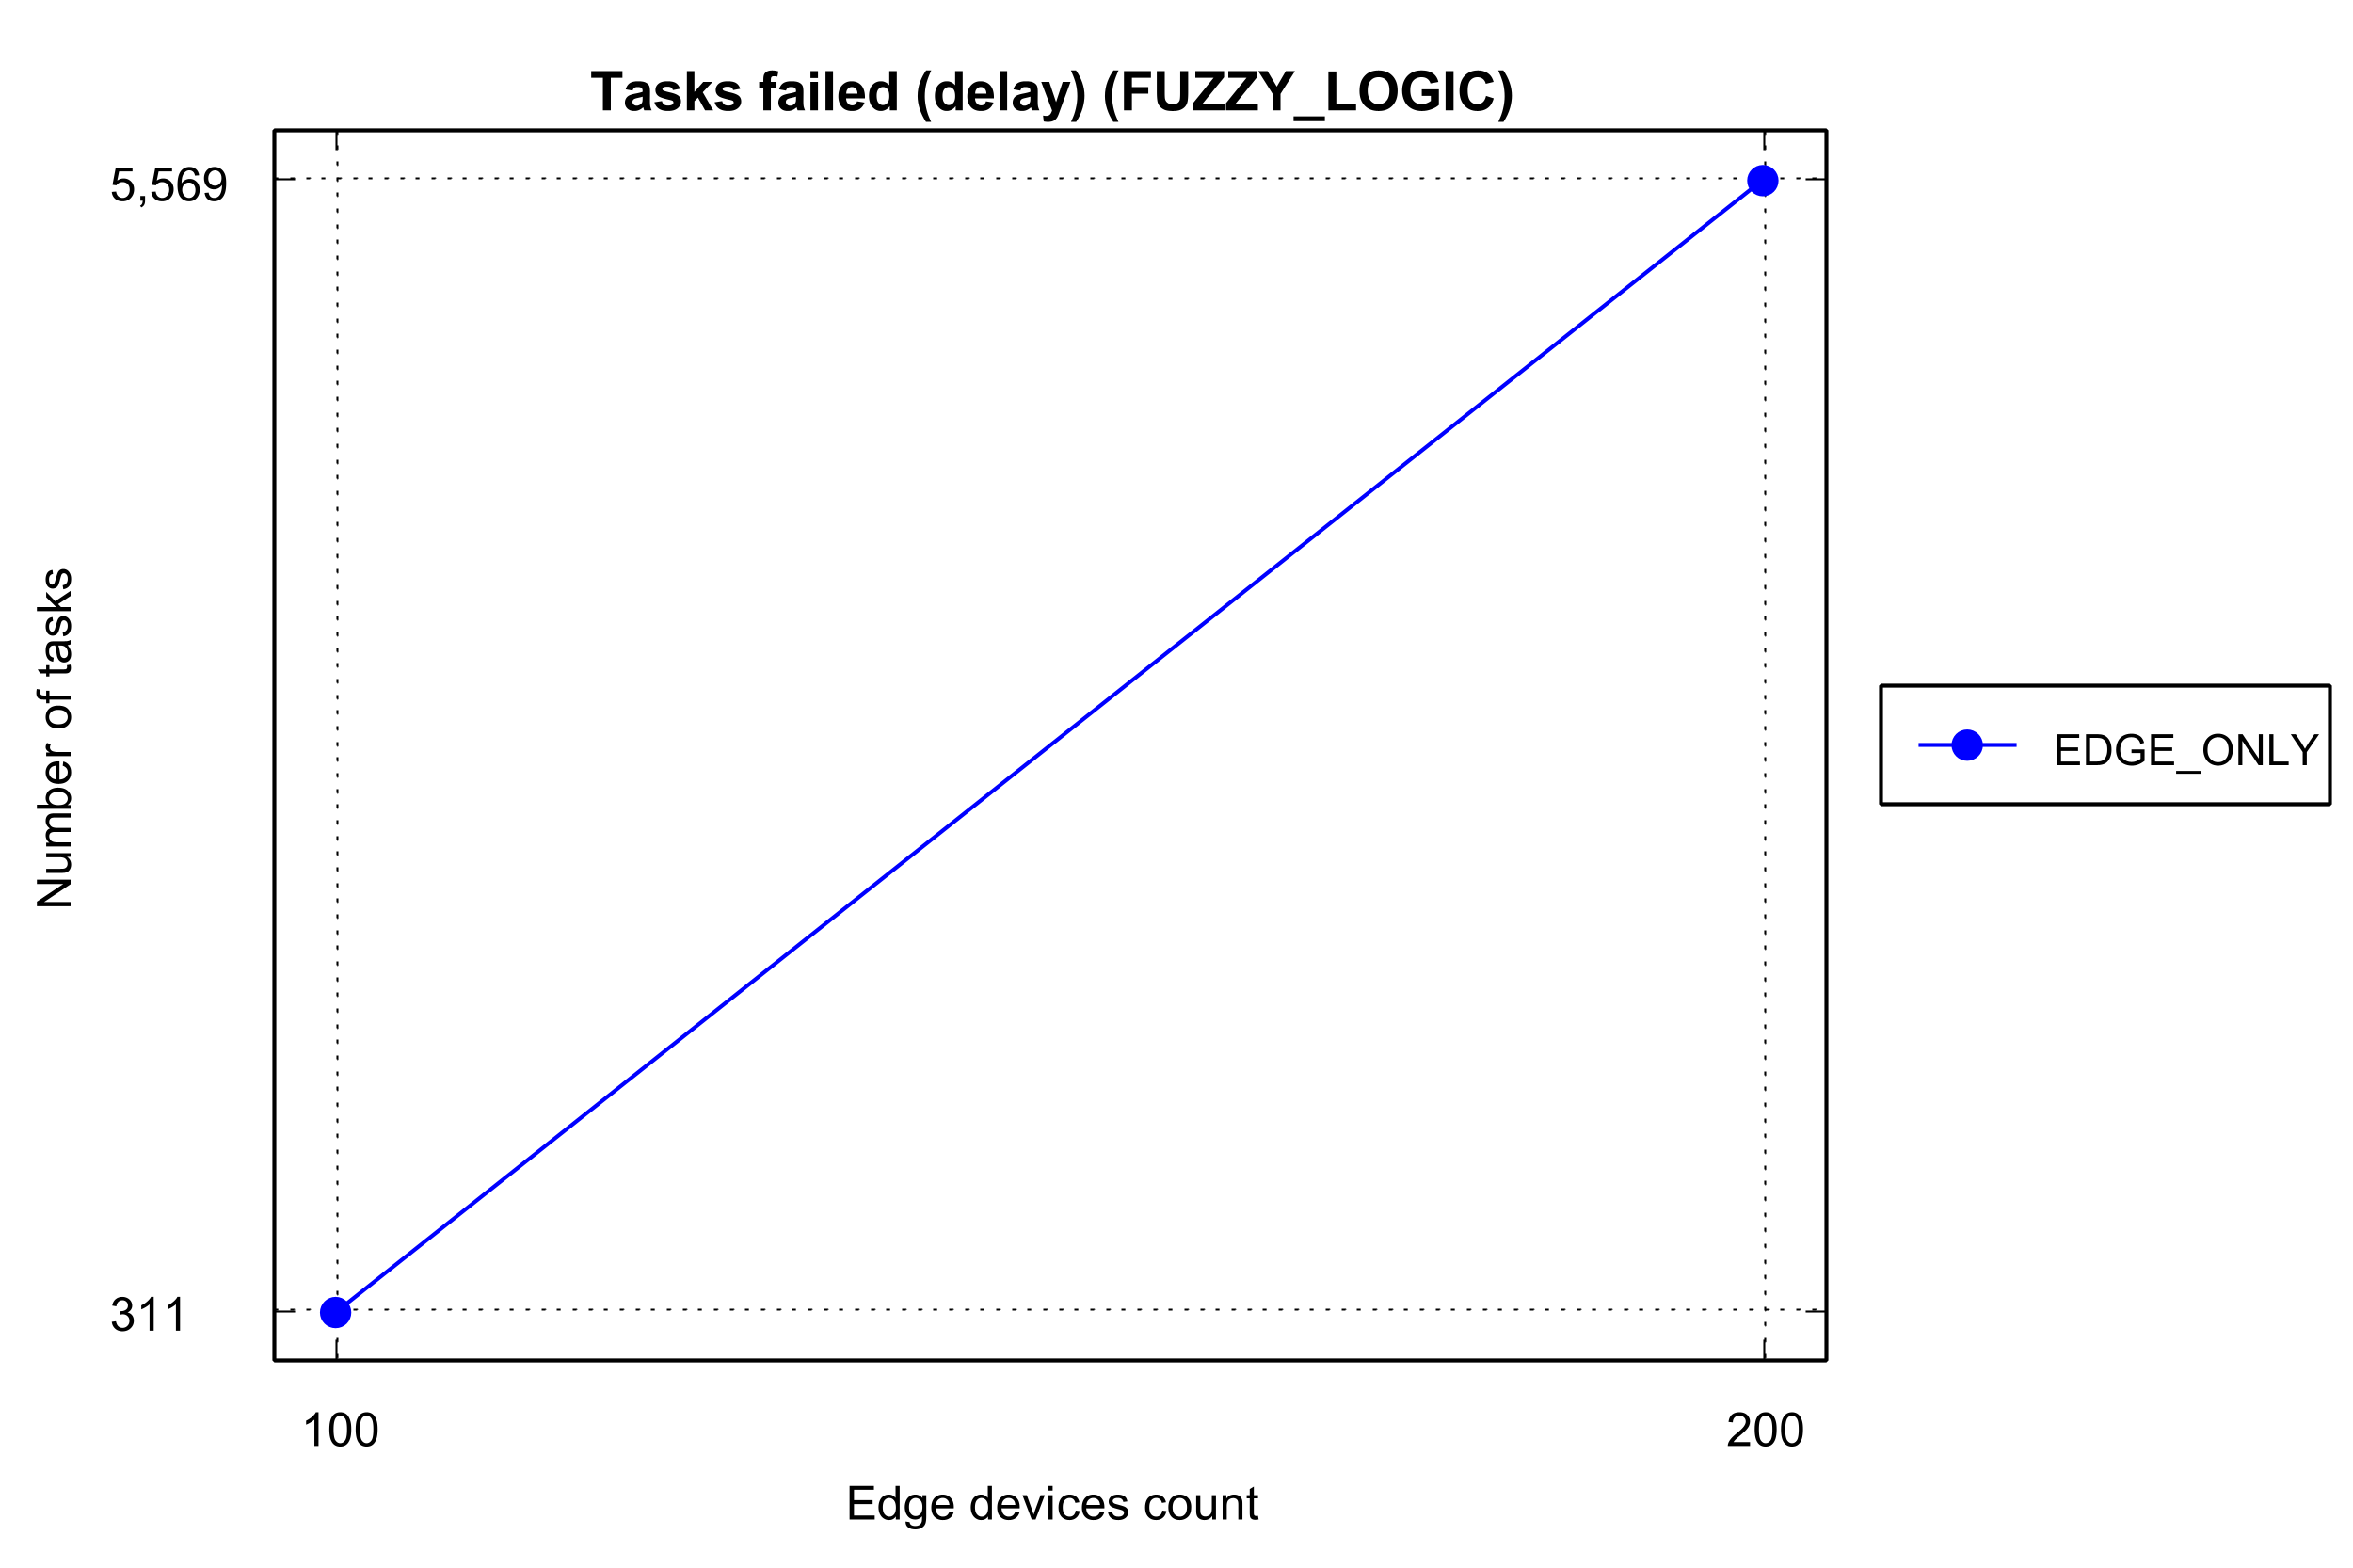 Tasks failed (delay) (FUZZY_LOGIC)
5,569
Number of tasks
EDGE_ONLY
311
100
200
Edge devices count